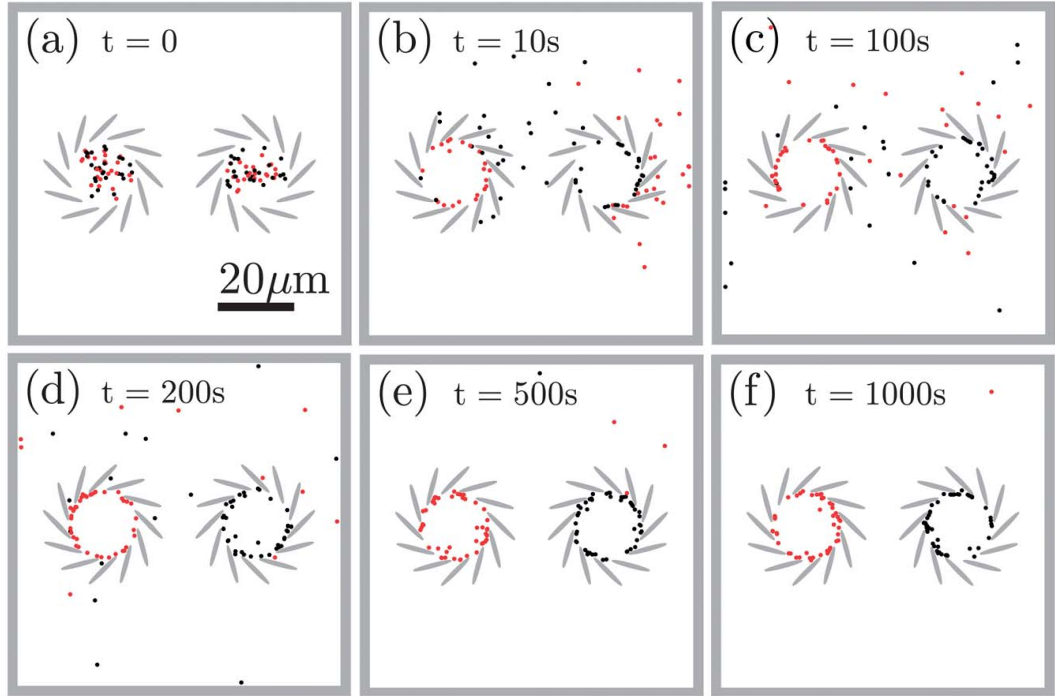 (a) t = 0
(b) t = 10s
(c) t = 100s
20μm
(d) t = 200s
(e) t = 500s
(f) t = 1000s